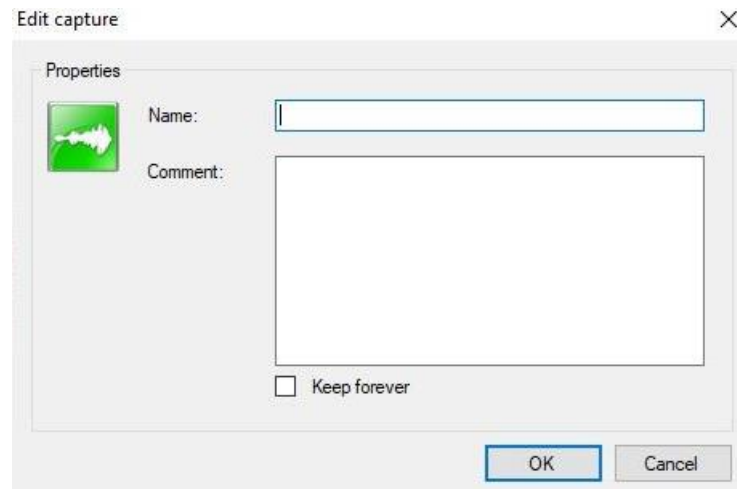 Edit capture
Properties
Name:
Comment:
Keep forever
OK Cancel